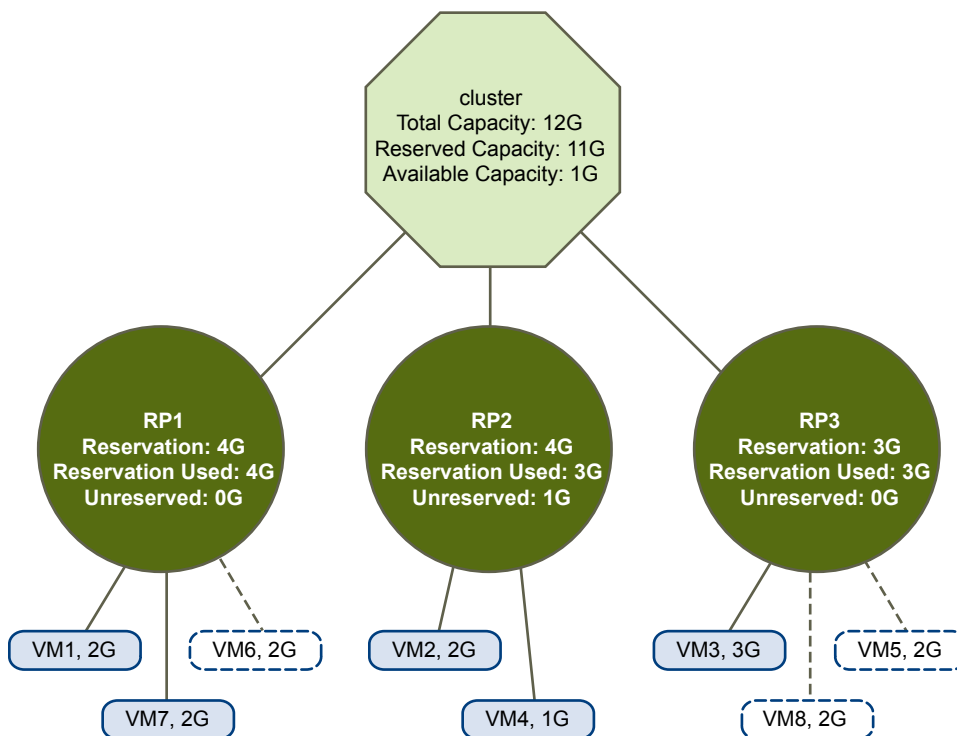 cluster
Total Capacity: 12G
Reserved Capacity: 11G
Available Capacity: 1G
RP1
Reservation: 4G
Reservation Used: 4G
Unreserved: 0G
RP2
Reservation: 4G
Reservation Used: 3G
Unreserved: 1G
RP3
Reservation: 3G
Reservation Used: 3G
Unreserved: 0G
VM1, 2G
VM6, 2G
VM2, 2G
VM3, 3G
VM5, 2G
VM7, 2G
VM4, 1G
VM8, 2G